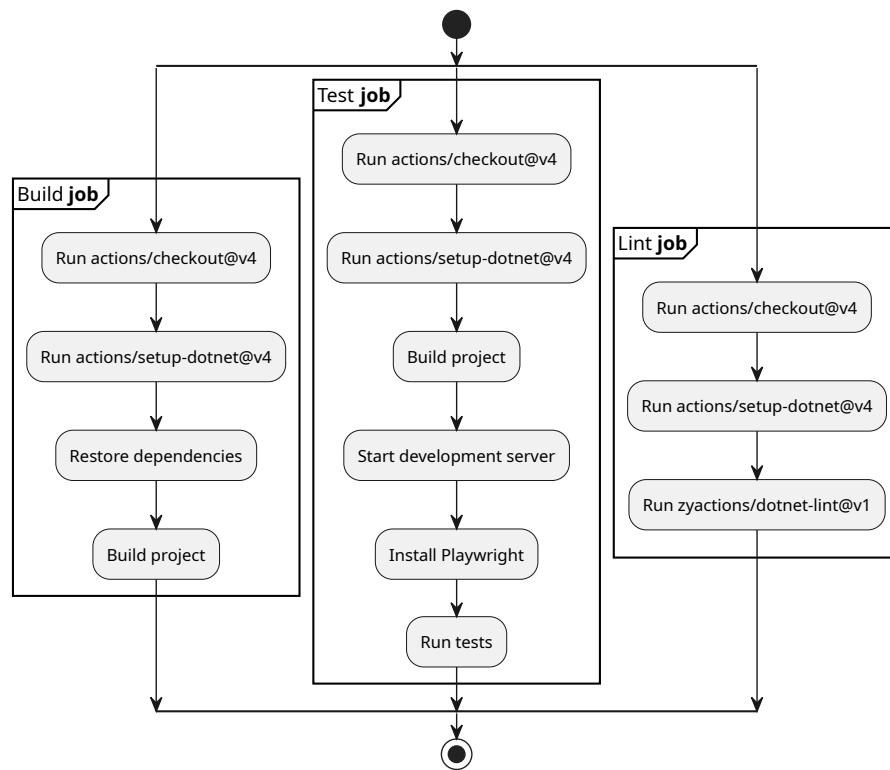 Build job
Run actions/checkout@v4
Run actions/setup-dotnet@v4
Restore dependencies
Build project
Test job
Run actions/checkout@v4
Run actions/setup-dotnet@v4
Build project
Start development server
Install Playwright
Run tests
Lint job
Run actions/checkout@v4
Run actions/setup-dotnet@v4
Run zyactions/dotnet-lint@v1